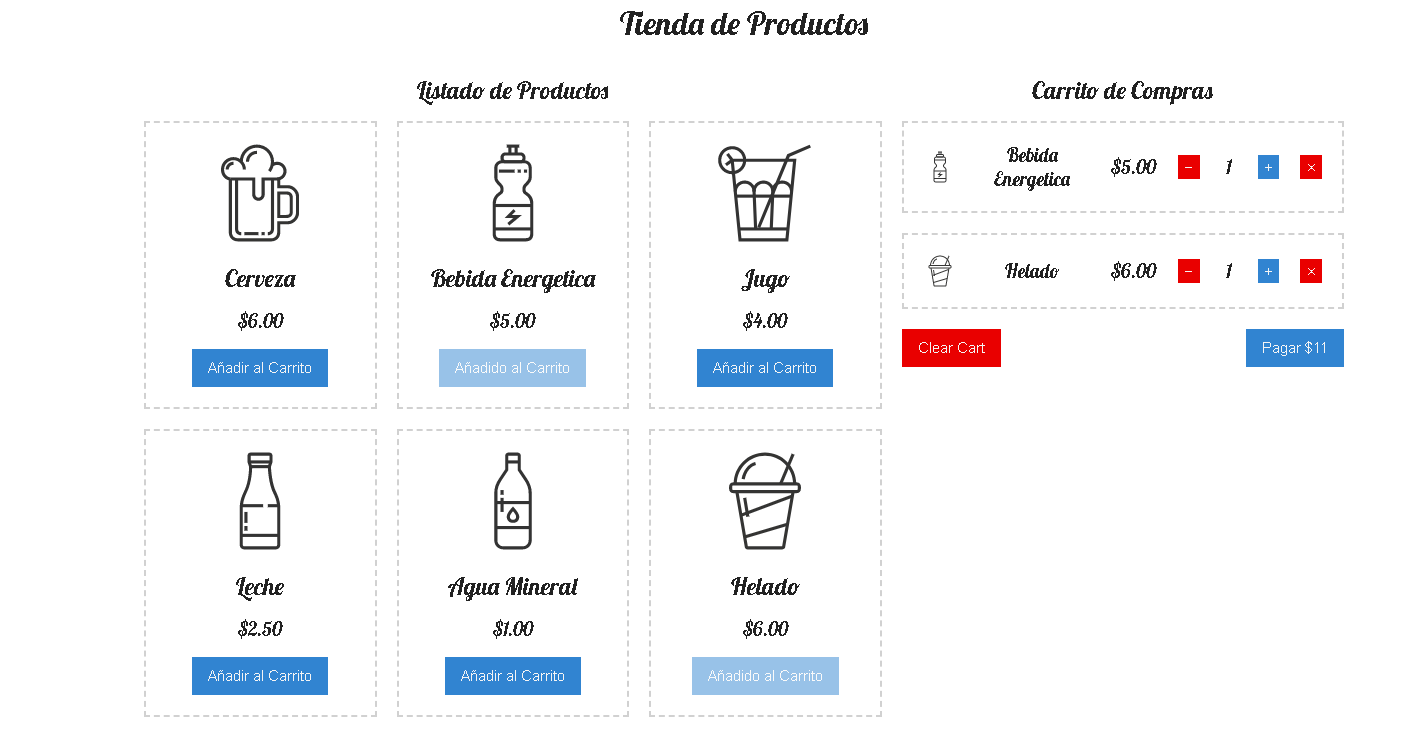 Tienda de Productos
Listado de Productos
Cerveza
$6.00
Añadir al Carrito
Bebida Energetica
$5.00
Añadido al Carrito
Jugo
$4.00
Añadir al Carrito
Leche
$2.50
Añadir al Carrito
Agua Mineral
$1.00
Añadir al Carrito
Helado
$6.00
Añadido al Carrito
Carrito de Compras
Bebida
Energetica
$5.00 − 1 + ×
Helado $6.00 − 1 + ×
Clear Cart
Pagar $11